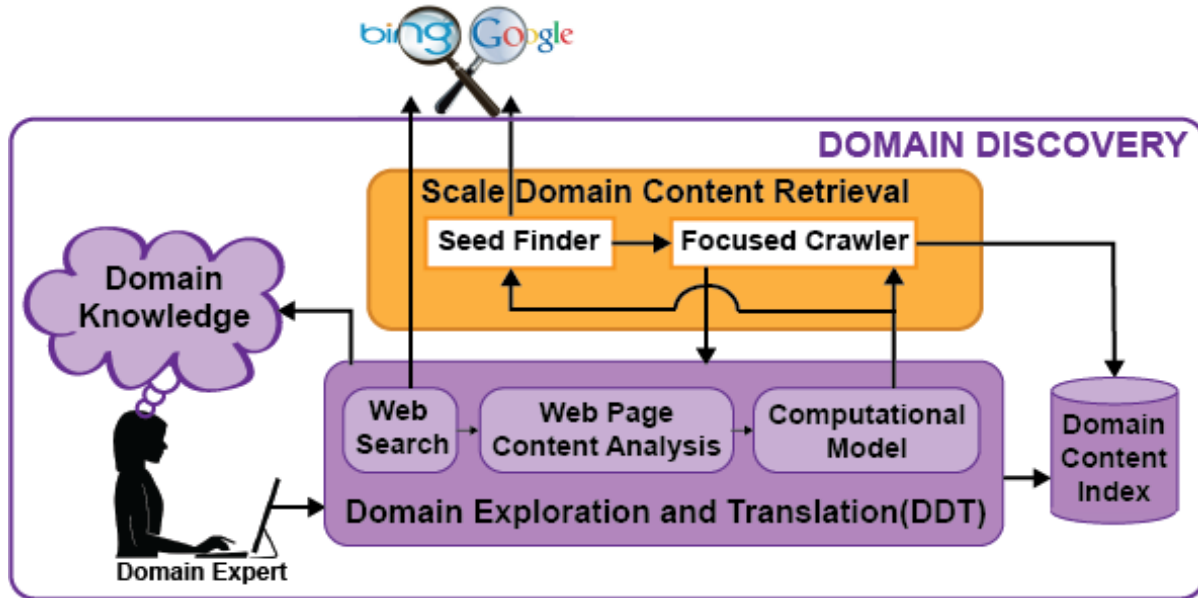 bing Google
DOMAIN DISCOVERY
Scale Domain Content Retrieval
Seed Finder
Focused Crawler
Domain
Knowledge
Web
Search
Web Page
Content Analysis
Computational
Model
Domain Exploration and Translation(DDT)
Domain
Content
Index
Domain Expert